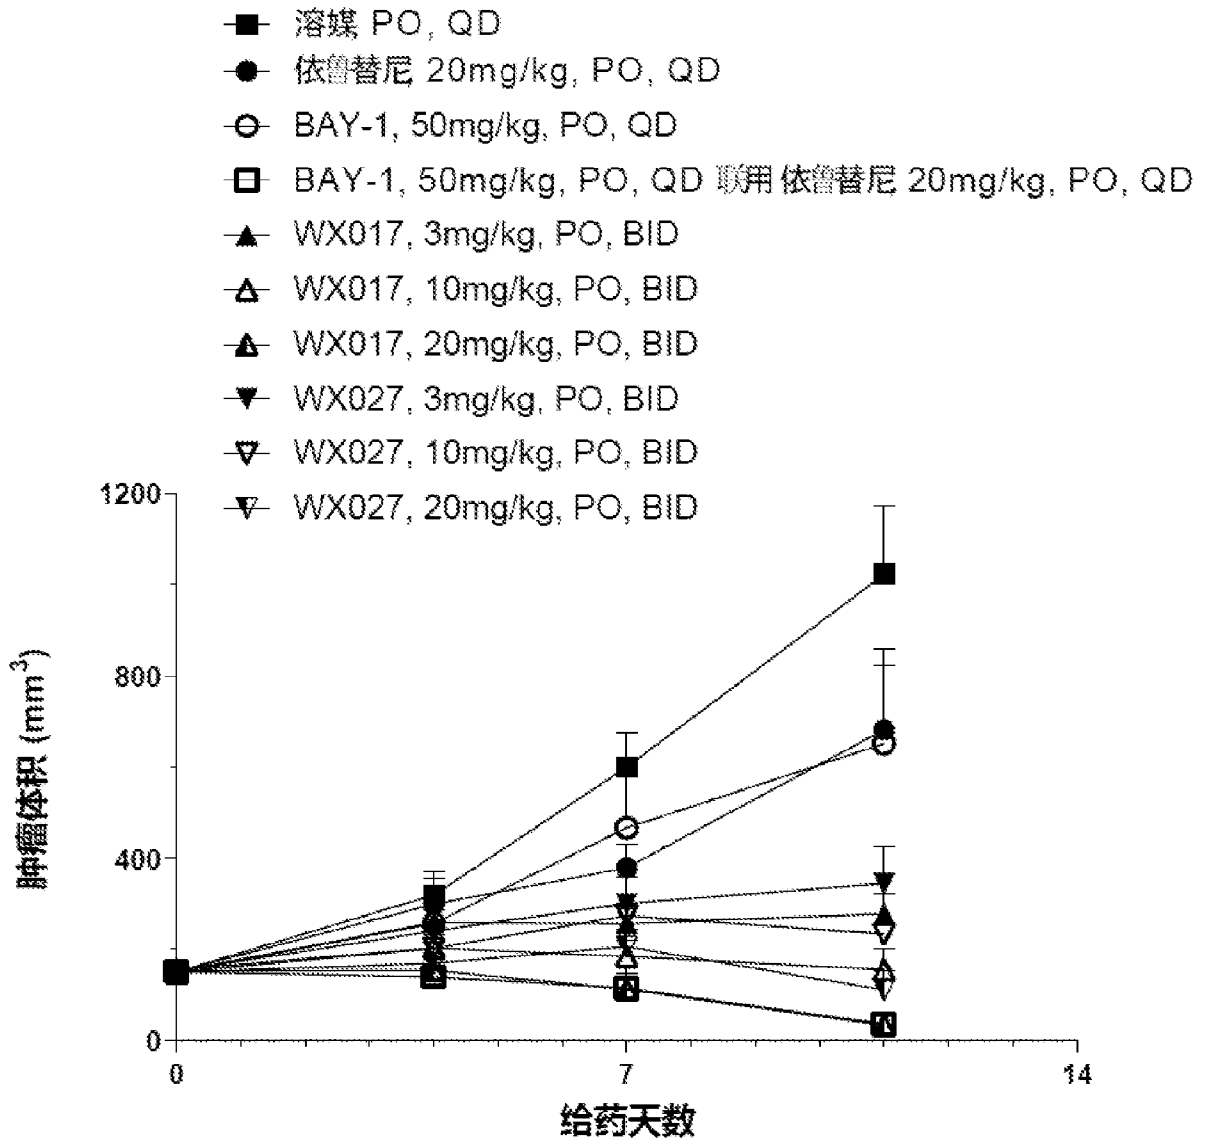 溶媒 PO, QD
依鲁替尼 20mg/kg, PO, QD
BAY-1, 50mg/kg, PO, QD
BAY-1, 50mg/kg, PO, QD 联用 依鲁替尼 20mg/kg, PO, QD
WX017, 3mg/kg, PO, BID
WX017, 10mg/kg, PO, BID
WX017, 20mg/kg, PO, BID
WX027, 3mg/kg, PO, BID
WX027, 10mg/kg, PO, BID
WX027, 20mg/kg, PO, BID
1200
800
400
0
肿瘤体积 (mm³)
0
7
14
给药天数